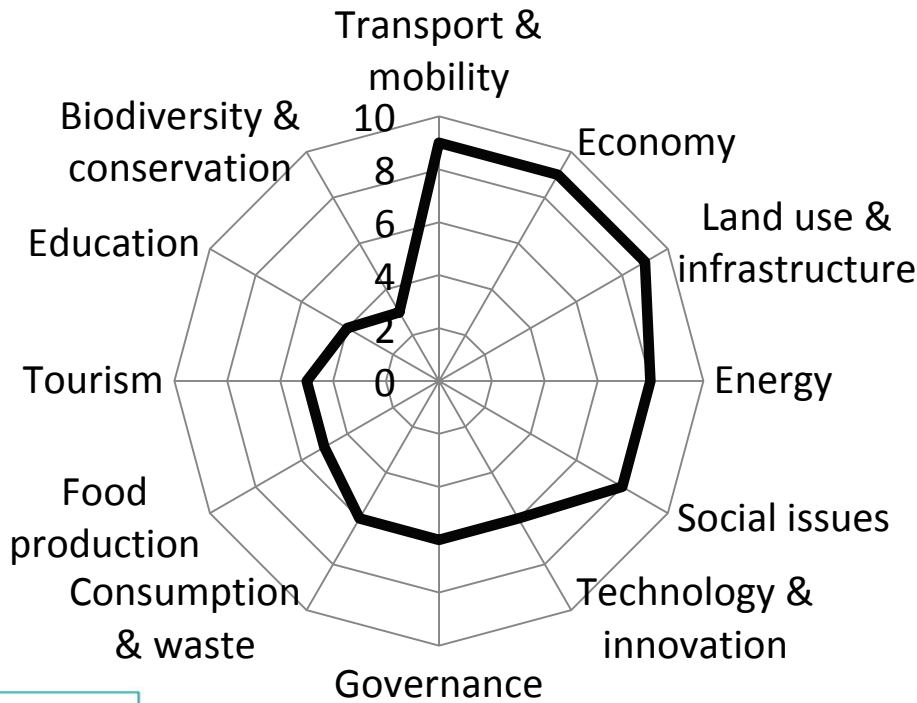 Transport &
mobility
Biodiversity &
conservation
10
Economy
8
Land use &
infrastructure
Education
6
4
2
Tourism
0
Energy
Food
production
Social issues
Consumption
& waste
Technology &
innovation
Governance